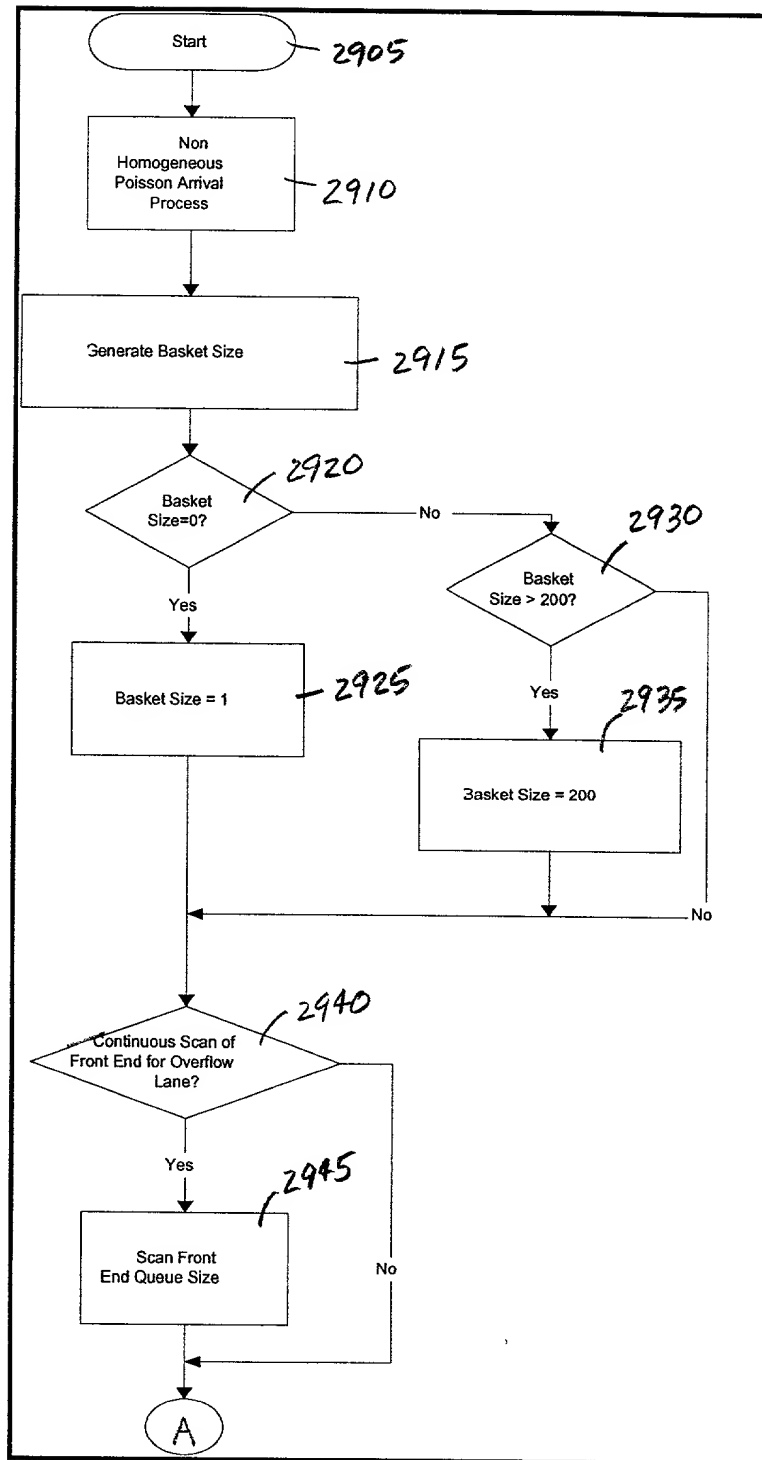 Start
2905
Non
Homogeneous
Poisson Arrival
Process
2910
Generate Basket Size
2915
2920
Basket
Size=0?
No
2930
Basket
Size > 200?
Yes
Basket Size = 1
2925
Yes
2935
Basket Size = 200
No
2940
Continuous Scan of
Front End for Overflow
Lane?
Yes
2945
Scan Front
End Queue Size
No
A